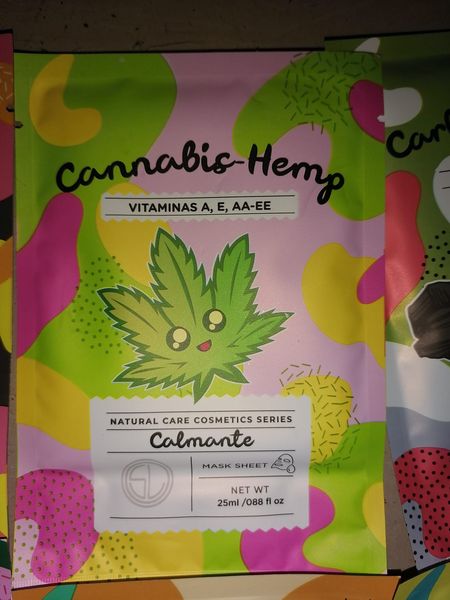 Cannabis-Hemp
VITAMINAS A, E, AA-EE
NATURAL CARE COSMETICS SERIES
Calmante
MASK SHEET
NET WT
25ml /088 fl oz